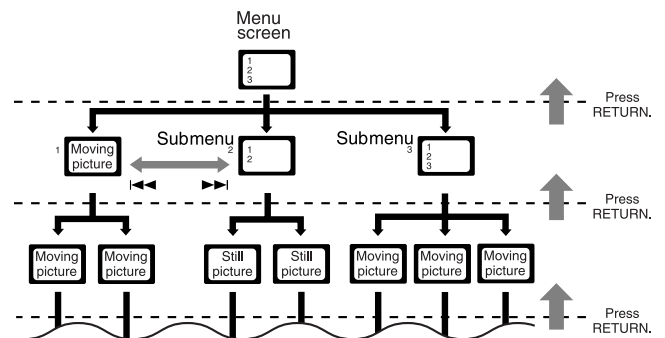 Menu
screen
1
2
3
Press
RETURN.
1
Moving
picture
Submenu
2
1
2
Submenu
3
1
2
3
Press
RETURN.
Moving
picture
Moving
picture
Still
picture
Still
picture
Moving
picture
Moving
picture
Moving
picture
Press
RETURN.